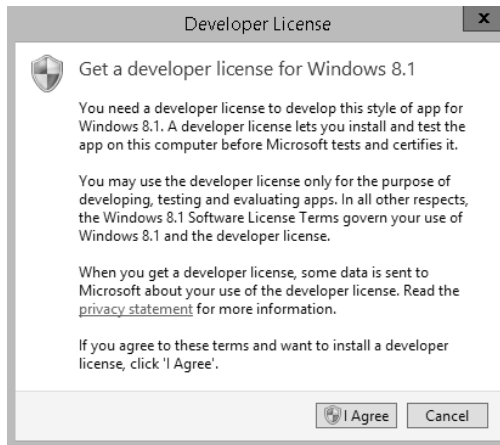 Developer License
x
Get a developer license for Windows 8.1
You need a developer license to develop this style of app for
Windows 8.1. A developer license lets you install and test the
app on this computer before Microsoft tests and certifies it.
You may use the developer license only for the purpose of
developing, testing and evaluating apps. In all other respects,
the Windows 8.1 Software License Terms govern your use of
Windows 8.1 and the developer license.
When you get a developer license, some data is sent to
Microsoft about your use of the developer license. Read the
privacy statement for more information.
If you agree to these terms and want to install a developer
license, click 'I Agree'.
I Agree Cancel